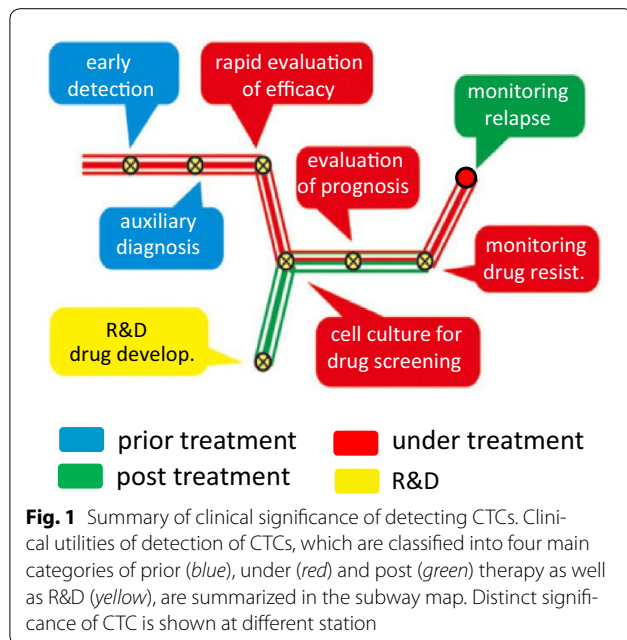 early
detection
rapid evaluation
of efficacy
monitoring
relapse
evaluation
of prognosis
auxiliary
diagnosis
monitoring
drug resist.
R&D
drug develop.
cell culture for
drug screening
prior treatment
under treatment
post treatment
R&D
Fig. 1 Summary of clinical significance of detecting CTCs. Clini-
cal utilities of detection of CTCs, which are classified into four main
categories of prior (blue), under (red) and post (green) therapy as well
as R&D (yellow), are summarized in the subway map. Distinct signifi-
cance of CTC is shown at different station